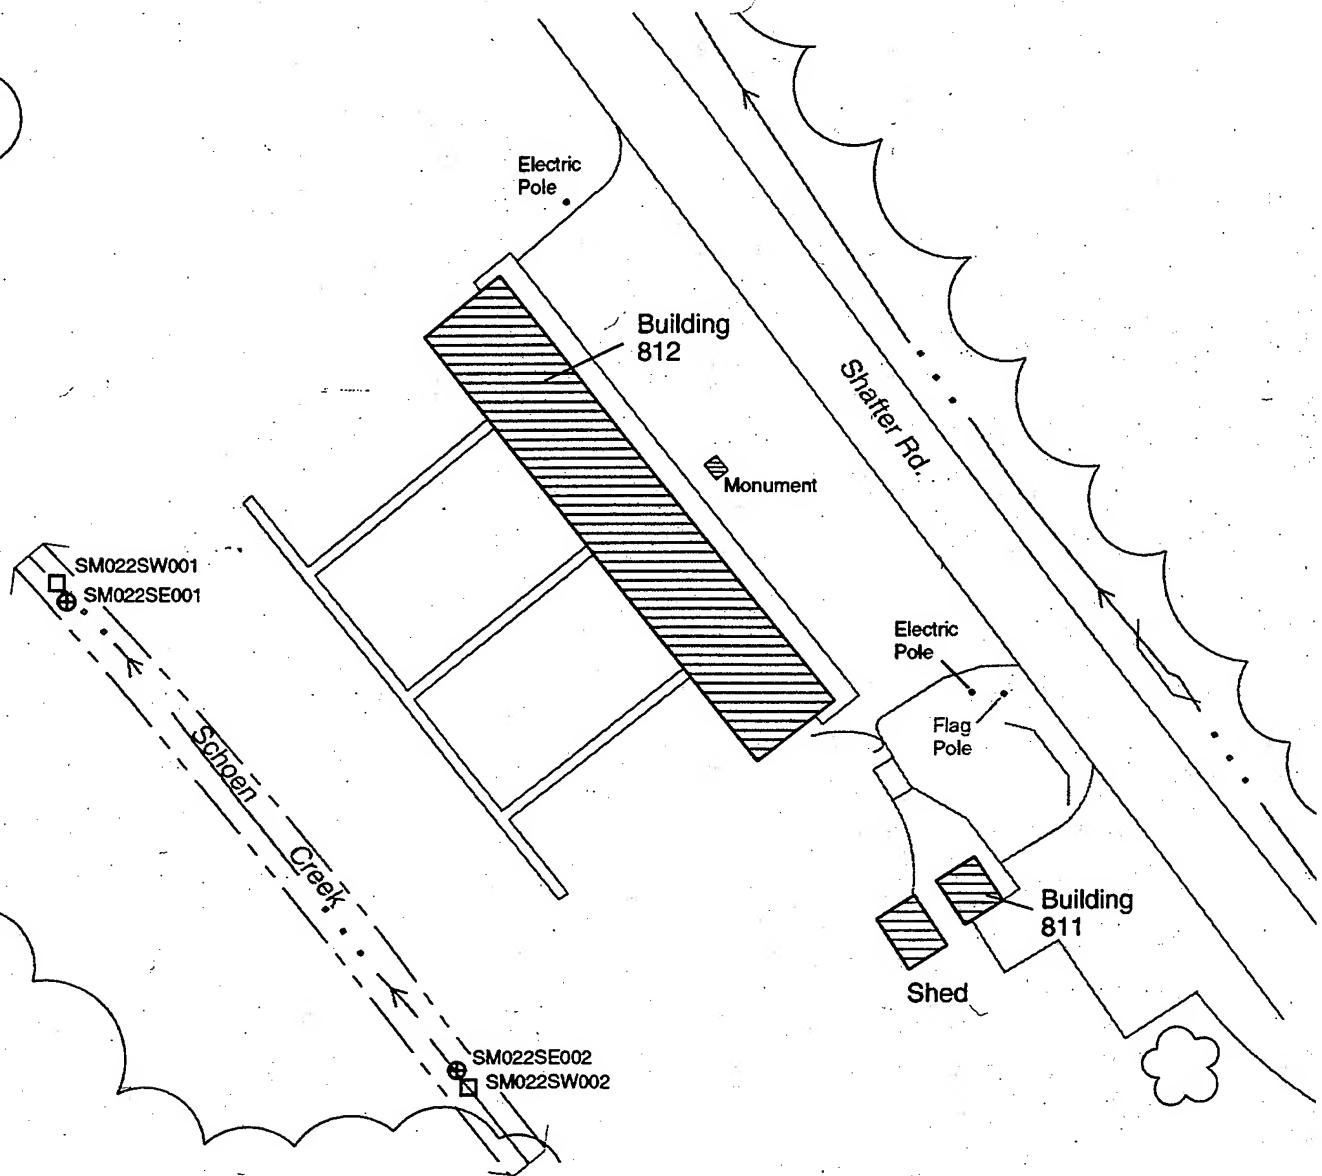 Electric
Pole
Building
812
Shafter Rd.
Monument
SM022SW001
SM022SE001
Electric
Pole
Flag
Pole
Schoen
Creek
Building
811
Shed
SM022SE002
SM022SW002